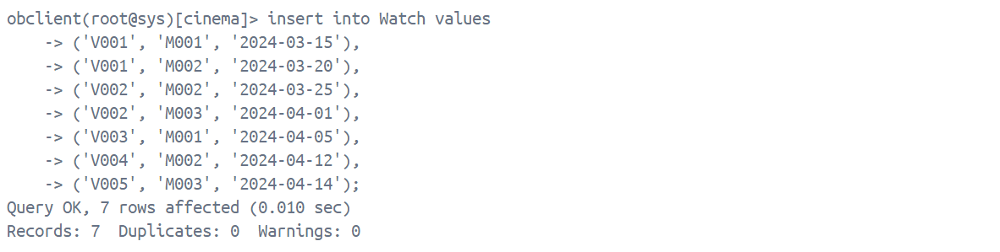 obclient(root@sys)[cinema]> insert into Watch values
    -> ('V001', 'M001', '2024-03-15'),
    -> ('V001', 'M002', '2024-03-20'),
    -> ('V002', 'M002', '2024-03-25'),
    -> ('V002', 'M003', '2024-04-01'),
    -> ('V003', 'M001', '2024-04-05'),
    -> ('V004', 'M002', '2024-04-12'),
    -> ('V005', 'M003', '2024-04-14');
Query OK, 7 rows affected (0.010 sec)
Records: 7  Duplicates: 0  Warnings: 0